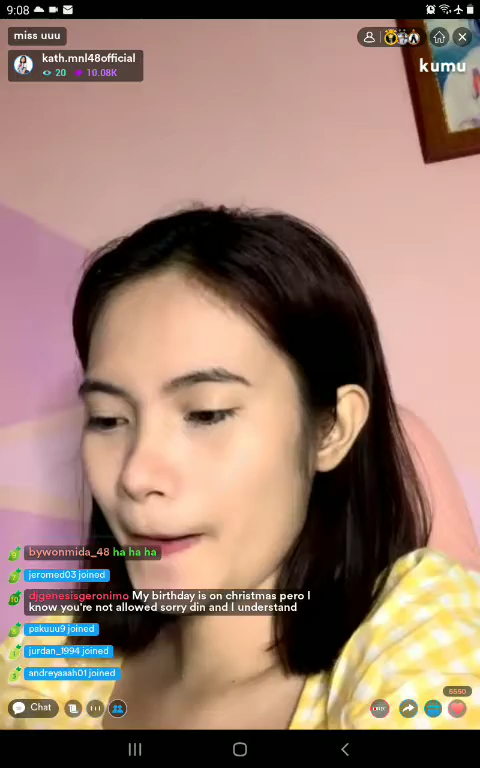 9:08
miss uuu
kath.mnl48official
20 10.08K
kumu
bywonmida_48 ha ha ha
jeromed03 joined
djgenesisgeronimo My birthday is on christmas pero I
know you're not allowed sorry din and I understand
pakuuu9 joined
jurdan_1994 joined
andreyaaah01 joined
5550
Chat